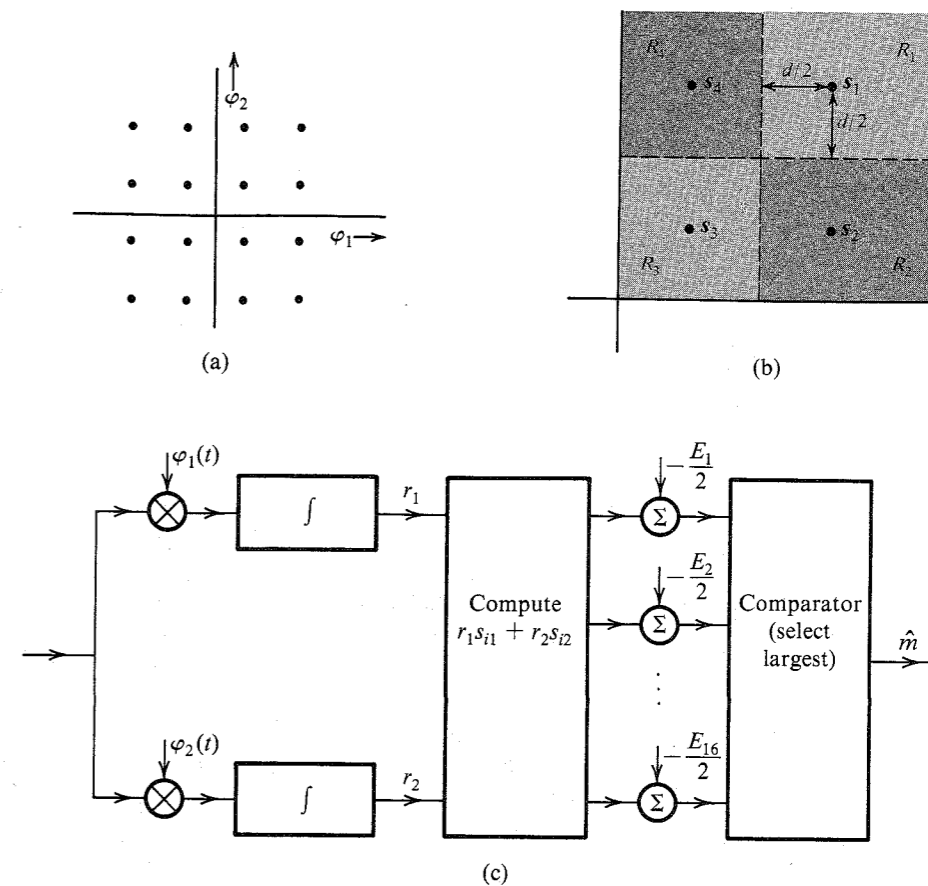 φ₂
φ₁
(a)
R₁
d/2
s₄
s₁
d/2
s₃
s₂
R₃
R₂
(b)
φ₁(t)
∫
r₁
−E₁/2
−E₂/2
Compute
r₁sᵢ₁ + r₂sᵢ₂
Σ
Σ
Comparator
(select
largest)
m̂
⋮
φ₂(t)
∫
r₂
−E₁₆/2
Σ
(c)